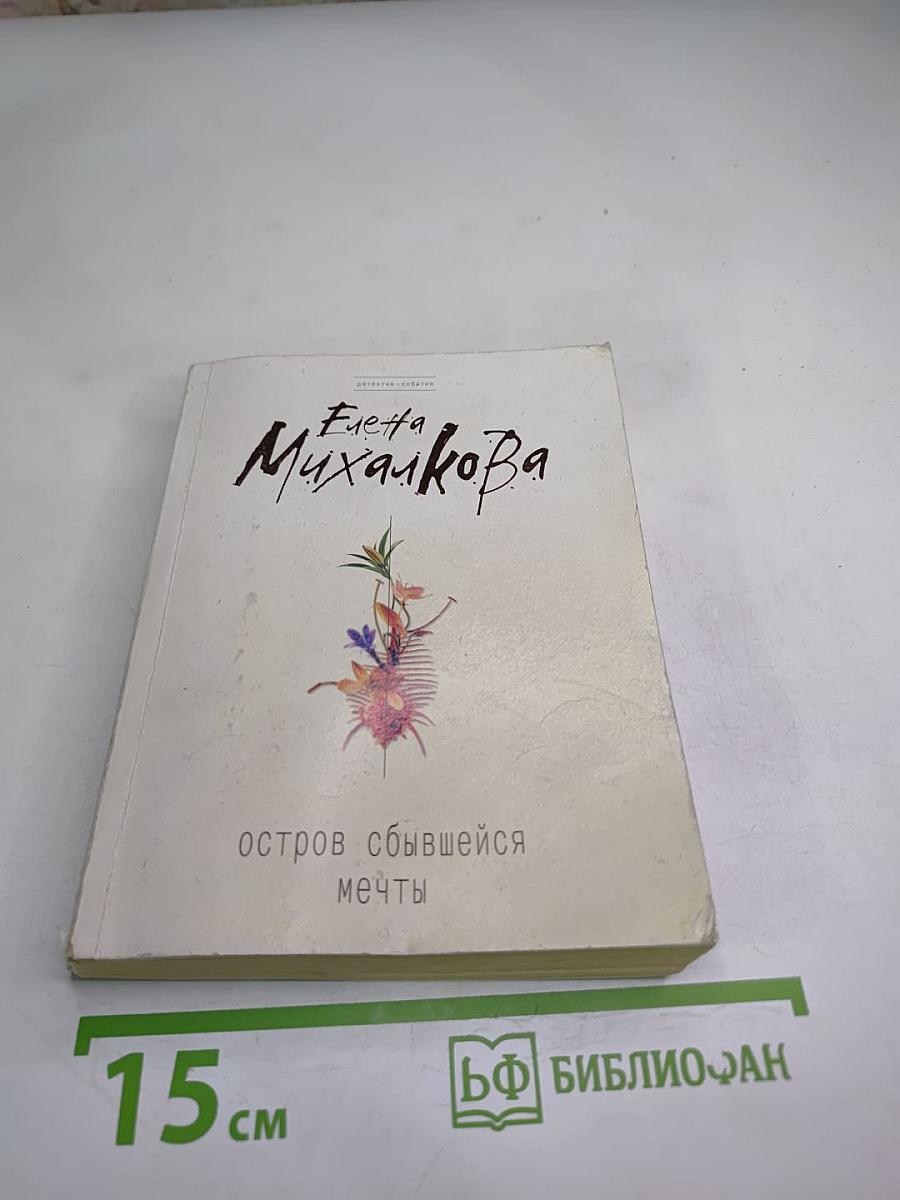 детектив-событие
Елена
Михалкова
остров сбывшейся
мечты
15 см
БФ БИБЛИОФАН